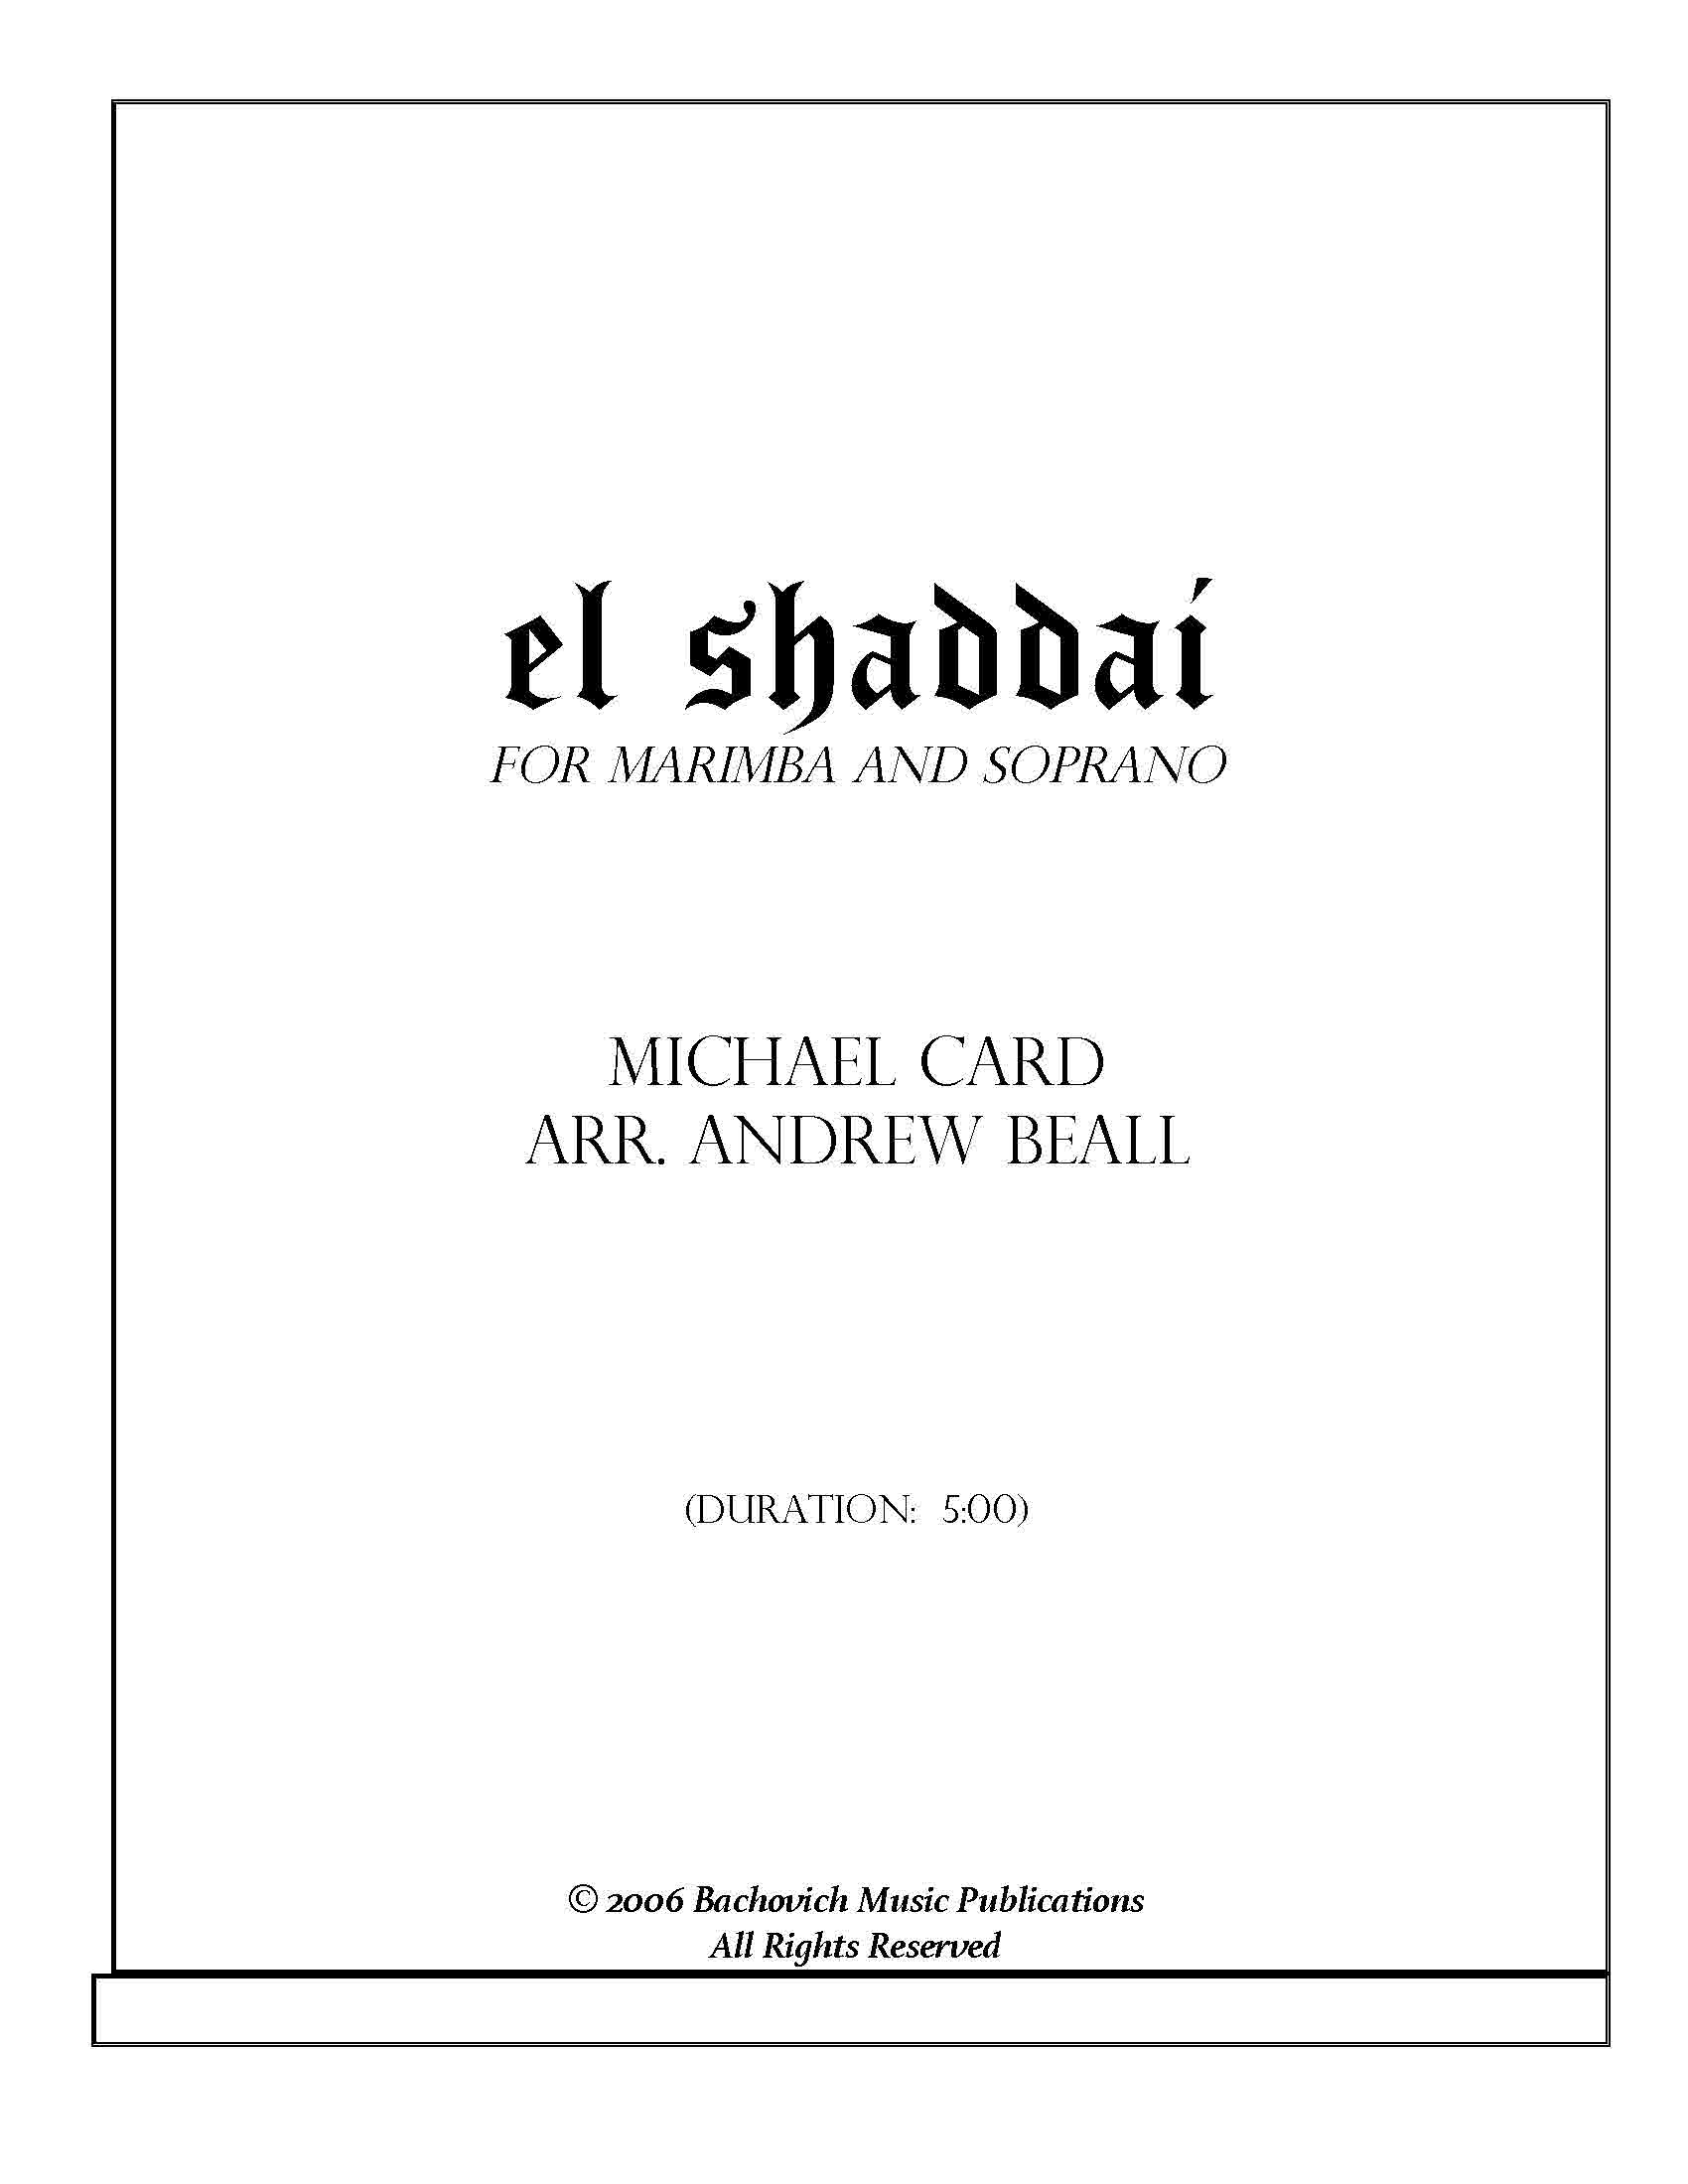 el shaddai
FOR MARIMBA AND SOPRANO
MICHAEL CARD
ARR. ANDREW BEALL
(DURATION: 5:00)
© 2006 Bachovich Music Publications
All Rights Reserved